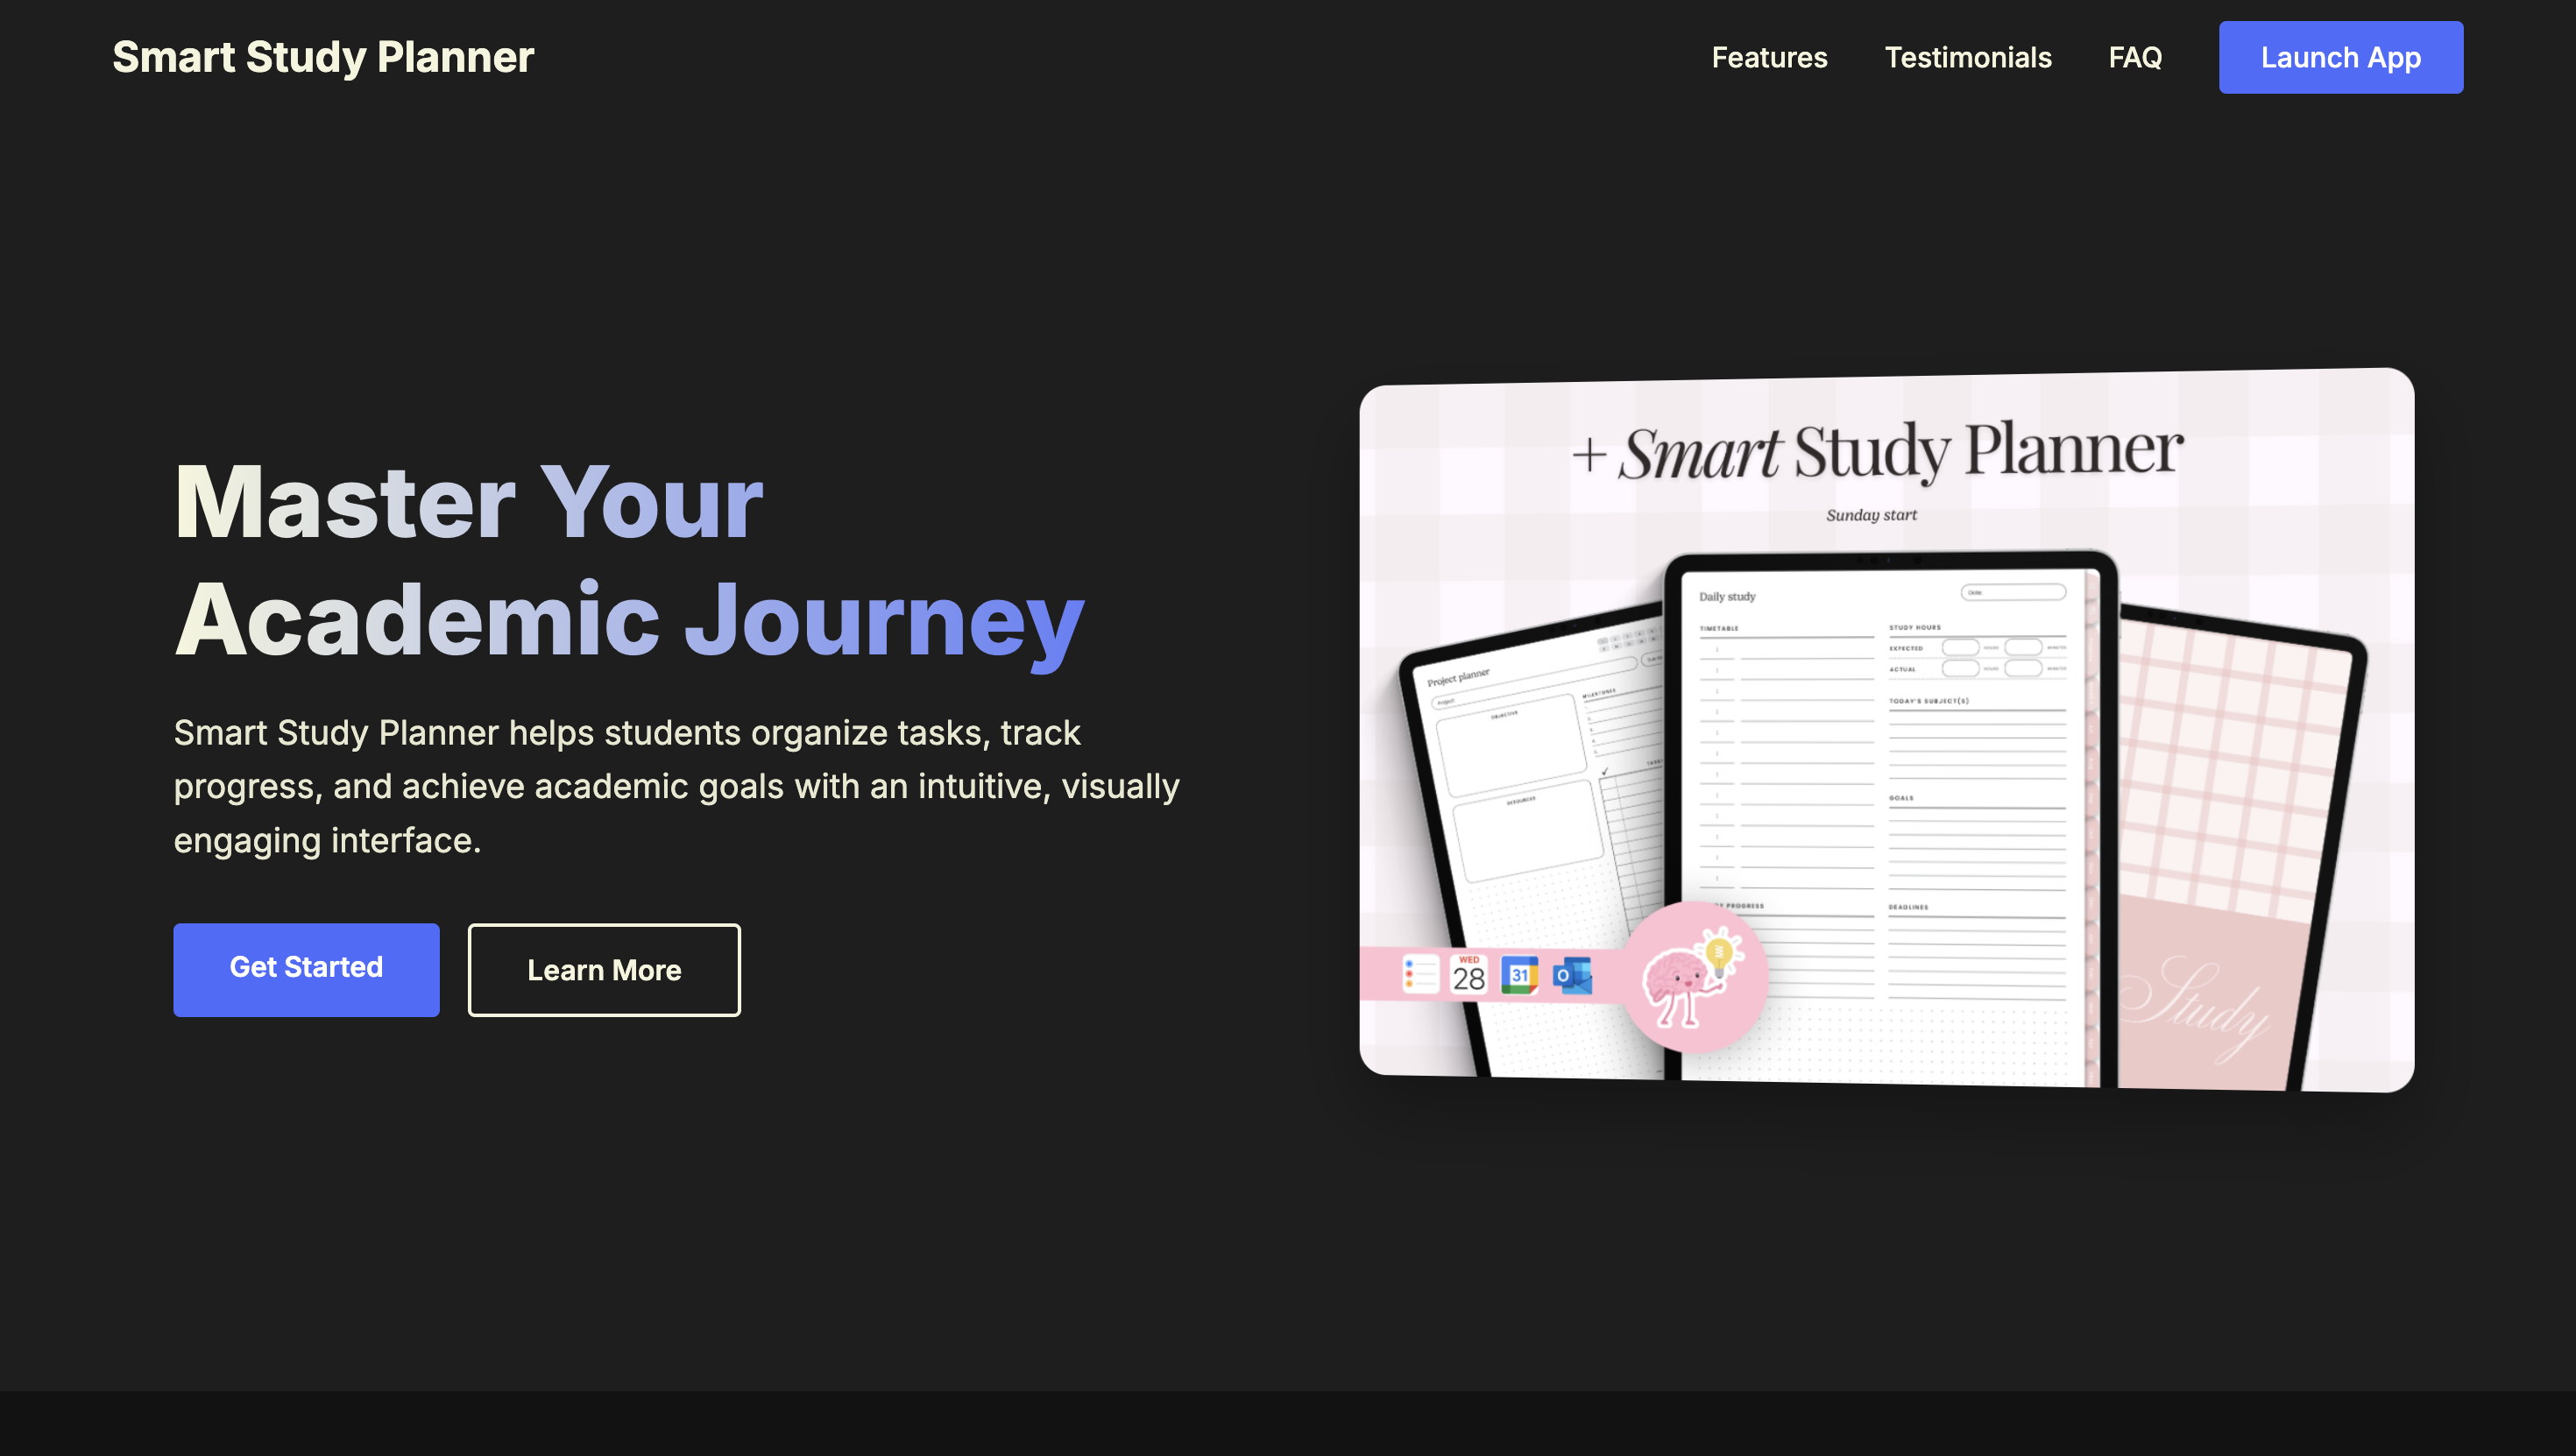 Smart Study Planner
Features
Testimonials
FAQ
Launch App
Master Your
Academic Journey
Smart Study Planner helps students organize tasks, track
progress, and achieve academic goals with an intuitive, visually
engaging interface.
Get Started
Learn More
+ Smart Study Planner
Sunday start
Project planner
Project
OBJECTIVE
MILESTONES
RESOURCES
Daily study
Date
TIMETABLE
STUDY HOURS
EXPECTED
ACTUAL
TODAY'S SUBJECT(S)
GOALS
PROGRESS
DEADLINES
WED
28
31
O
Study